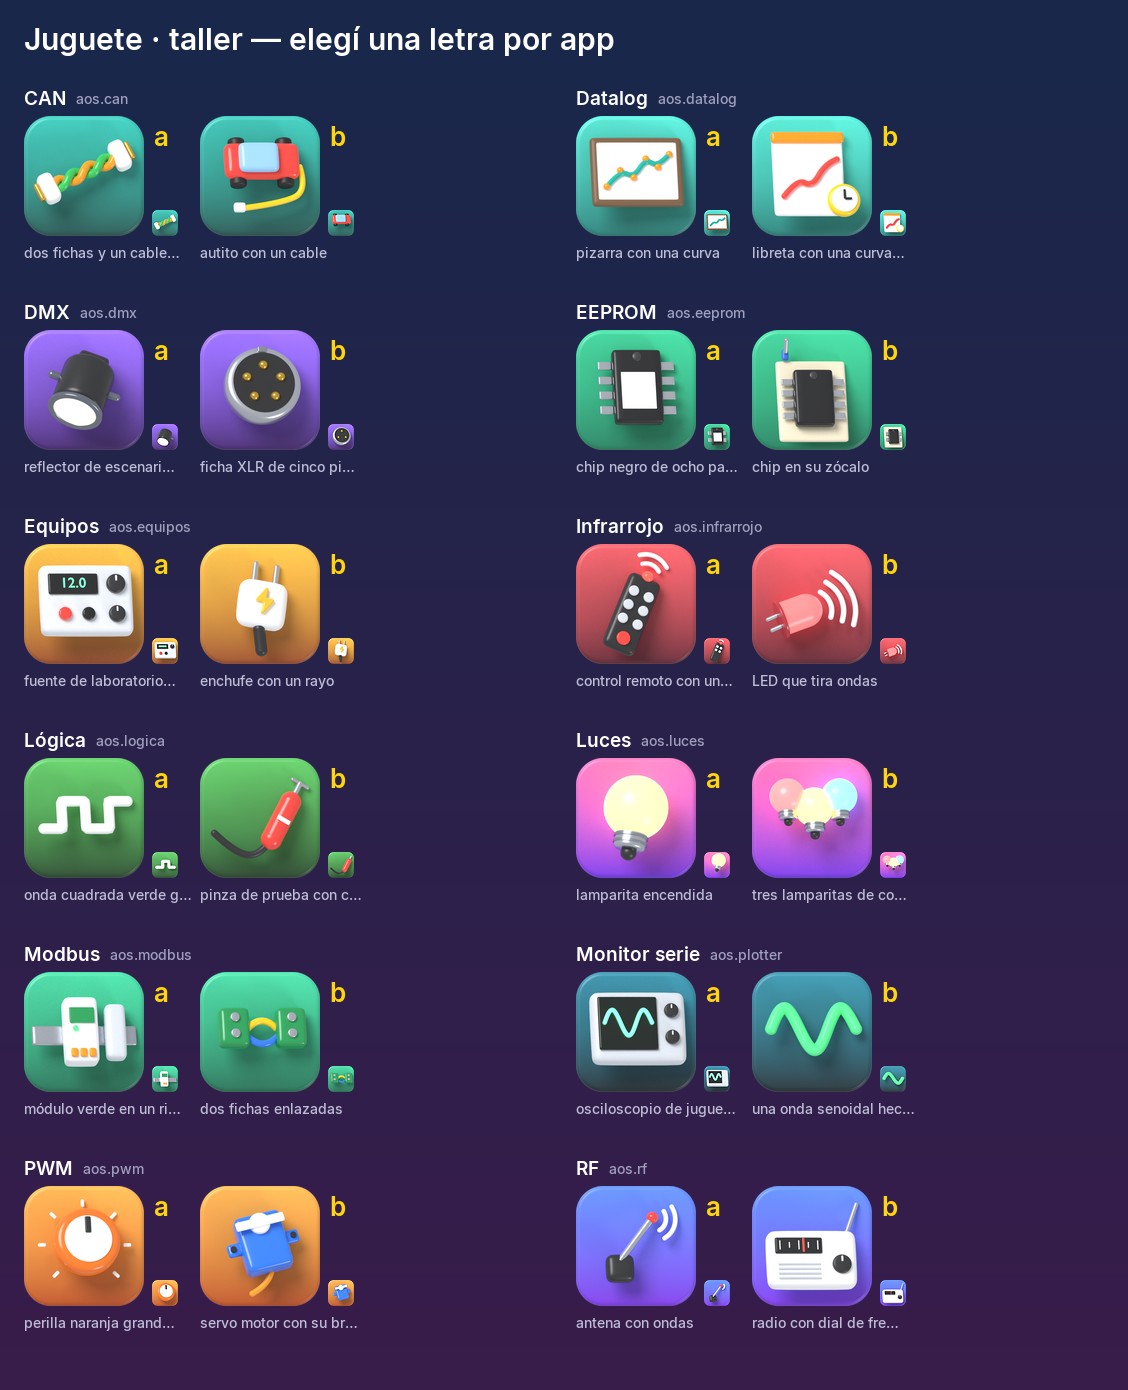 Juguete · taller — elegí una letra por app
CAN aos.can
a
b
dos fichas y un cable...
autito con un cable
Datalog aos.datalog
a
b
pizarra con una curva
libreta con una curva...
DMX aos.dmx
a
b
reflector de escenari...
ficha XLR de cinco pi...
EEPROM aos.eeprom
a
b
chip negro de ocho pa...
chip en su zócalo
Equipos aos.equipos
12.0
a
b
fuente de laboratorio...
enchufe con un rayo
Infrarrojo aos.infrarrojo
a
b
control remoto con un...
LED que tira ondas
Lógica aos.logica
a
b
onda cuadrada verde g...
pinza de prueba con c...
Luces aos.luces
a
b
lamparita encendida
tres lamparitas de co...
Modbus aos.modbus
a
b
módulo verde en un ri...
dos fichas enlazadas
Monitor serie aos.plotter
a
b
osciloscopio de jugue...
una onda senoidal hec...
PWM aos.pwm
a
b
perilla naranja grand...
servo motor con su br...
RF aos.rf
a
b
antena con ondas
radio con dial de fre...